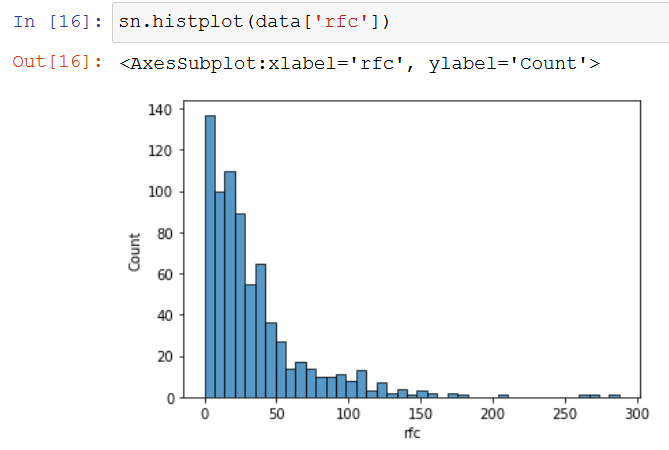 In [16]: sn.histplot(data['rfc'])
Out[16]: <AxesSubplot:xlabel='rfc', ylabel='Count'>
140
120
100
80
60
40
20
0
Count
0 50 100 150 200 250 300
rfc